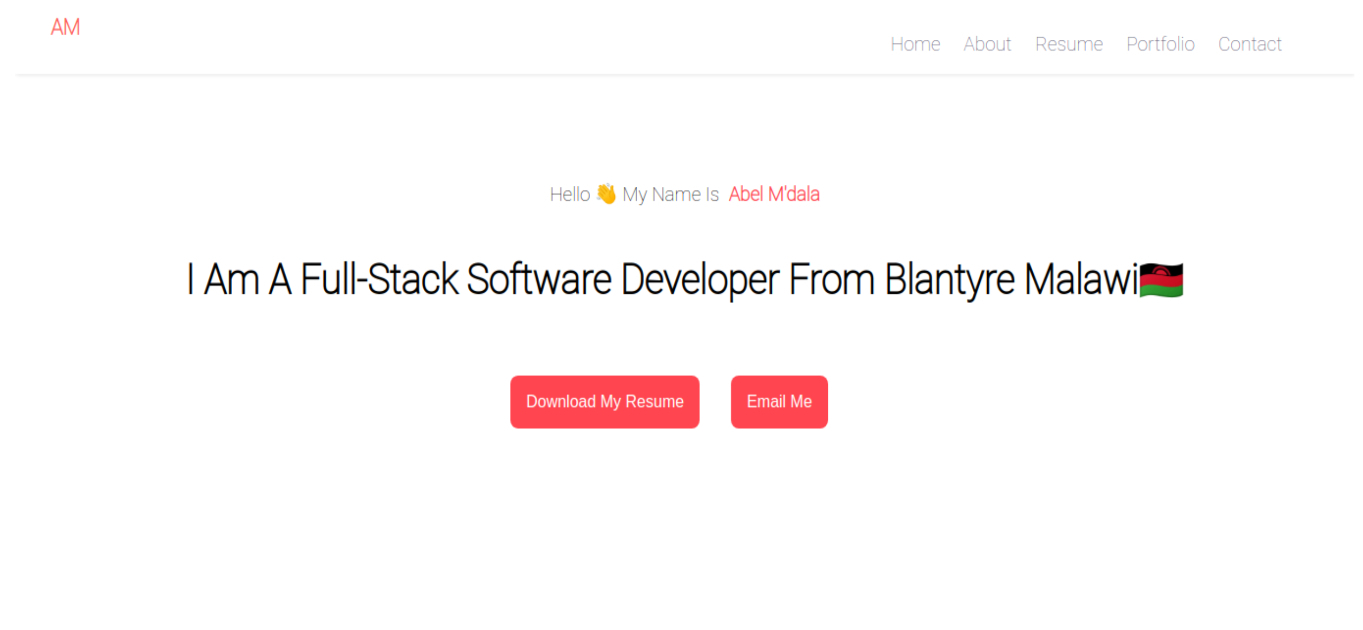 AM
Home About Resume Portfolio Contact
Hello 👋 My Name Is Abel M'dala
I Am A Full-Stack Software Developer From Blantyre Malawi🇲🇼
Download My Resume Email Me